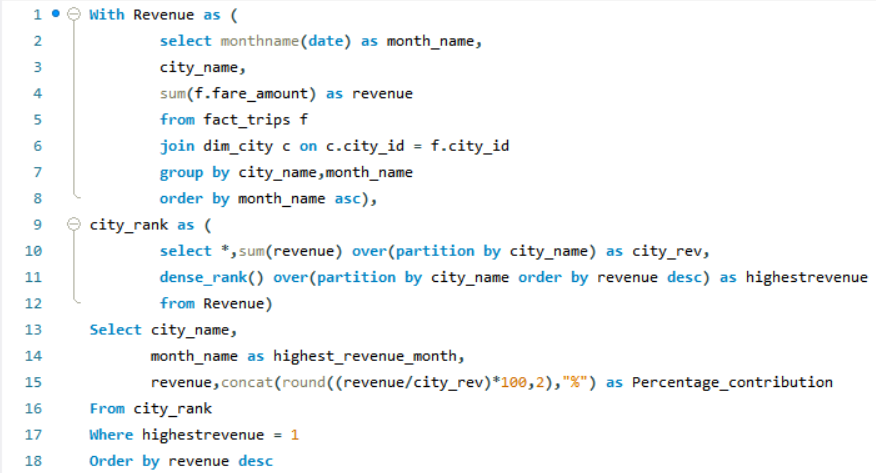 1 With Revenue as (
2 select monthname(date) as month_name,
3 city_name,
4 sum(f.fare_amount) as revenue
5 from fact_trips f
6 join dim_city c on c.city_id = f.city_id
7 group by city_name,month_name
8 order by month_name asc),
9 city_rank as (
10 select *,sum(revenue) over(partition by city_name) as city_rev,
11 dense_rank() over(partition by city_name order by revenue desc) as highestrevenue
12 from Revenue)
13 Select city_name,
14 month_name as highest_revenue_month,
15 revenue,concat(round((revenue/city_rev)*100,2),"%") as Percentage_contribution
16 From city_rank
17 Where highestrevenue = 1
18 Order by revenue desc